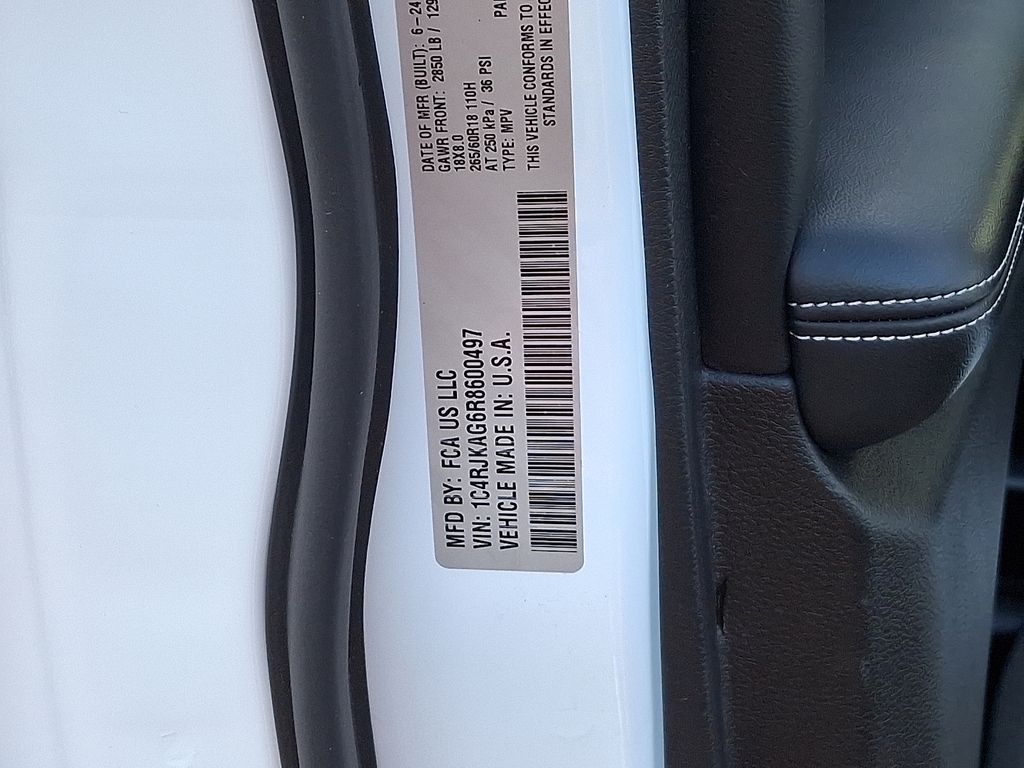 MFD BY: FCA US LLC
VIN: 1C4RJKAG6R8600497
VEHICLE MADE IN: U.S.A.
DATE OF MFR (BUILT): 6-24
GAWR FRONT: 2850 LB / 129
18X8.0
265/60R18 110H
AT 250 kPa / 36 PSI
TYPE: MPV PAI
THIS VEHICLE CONFORMS TO
STANDARDS IN EFFEC